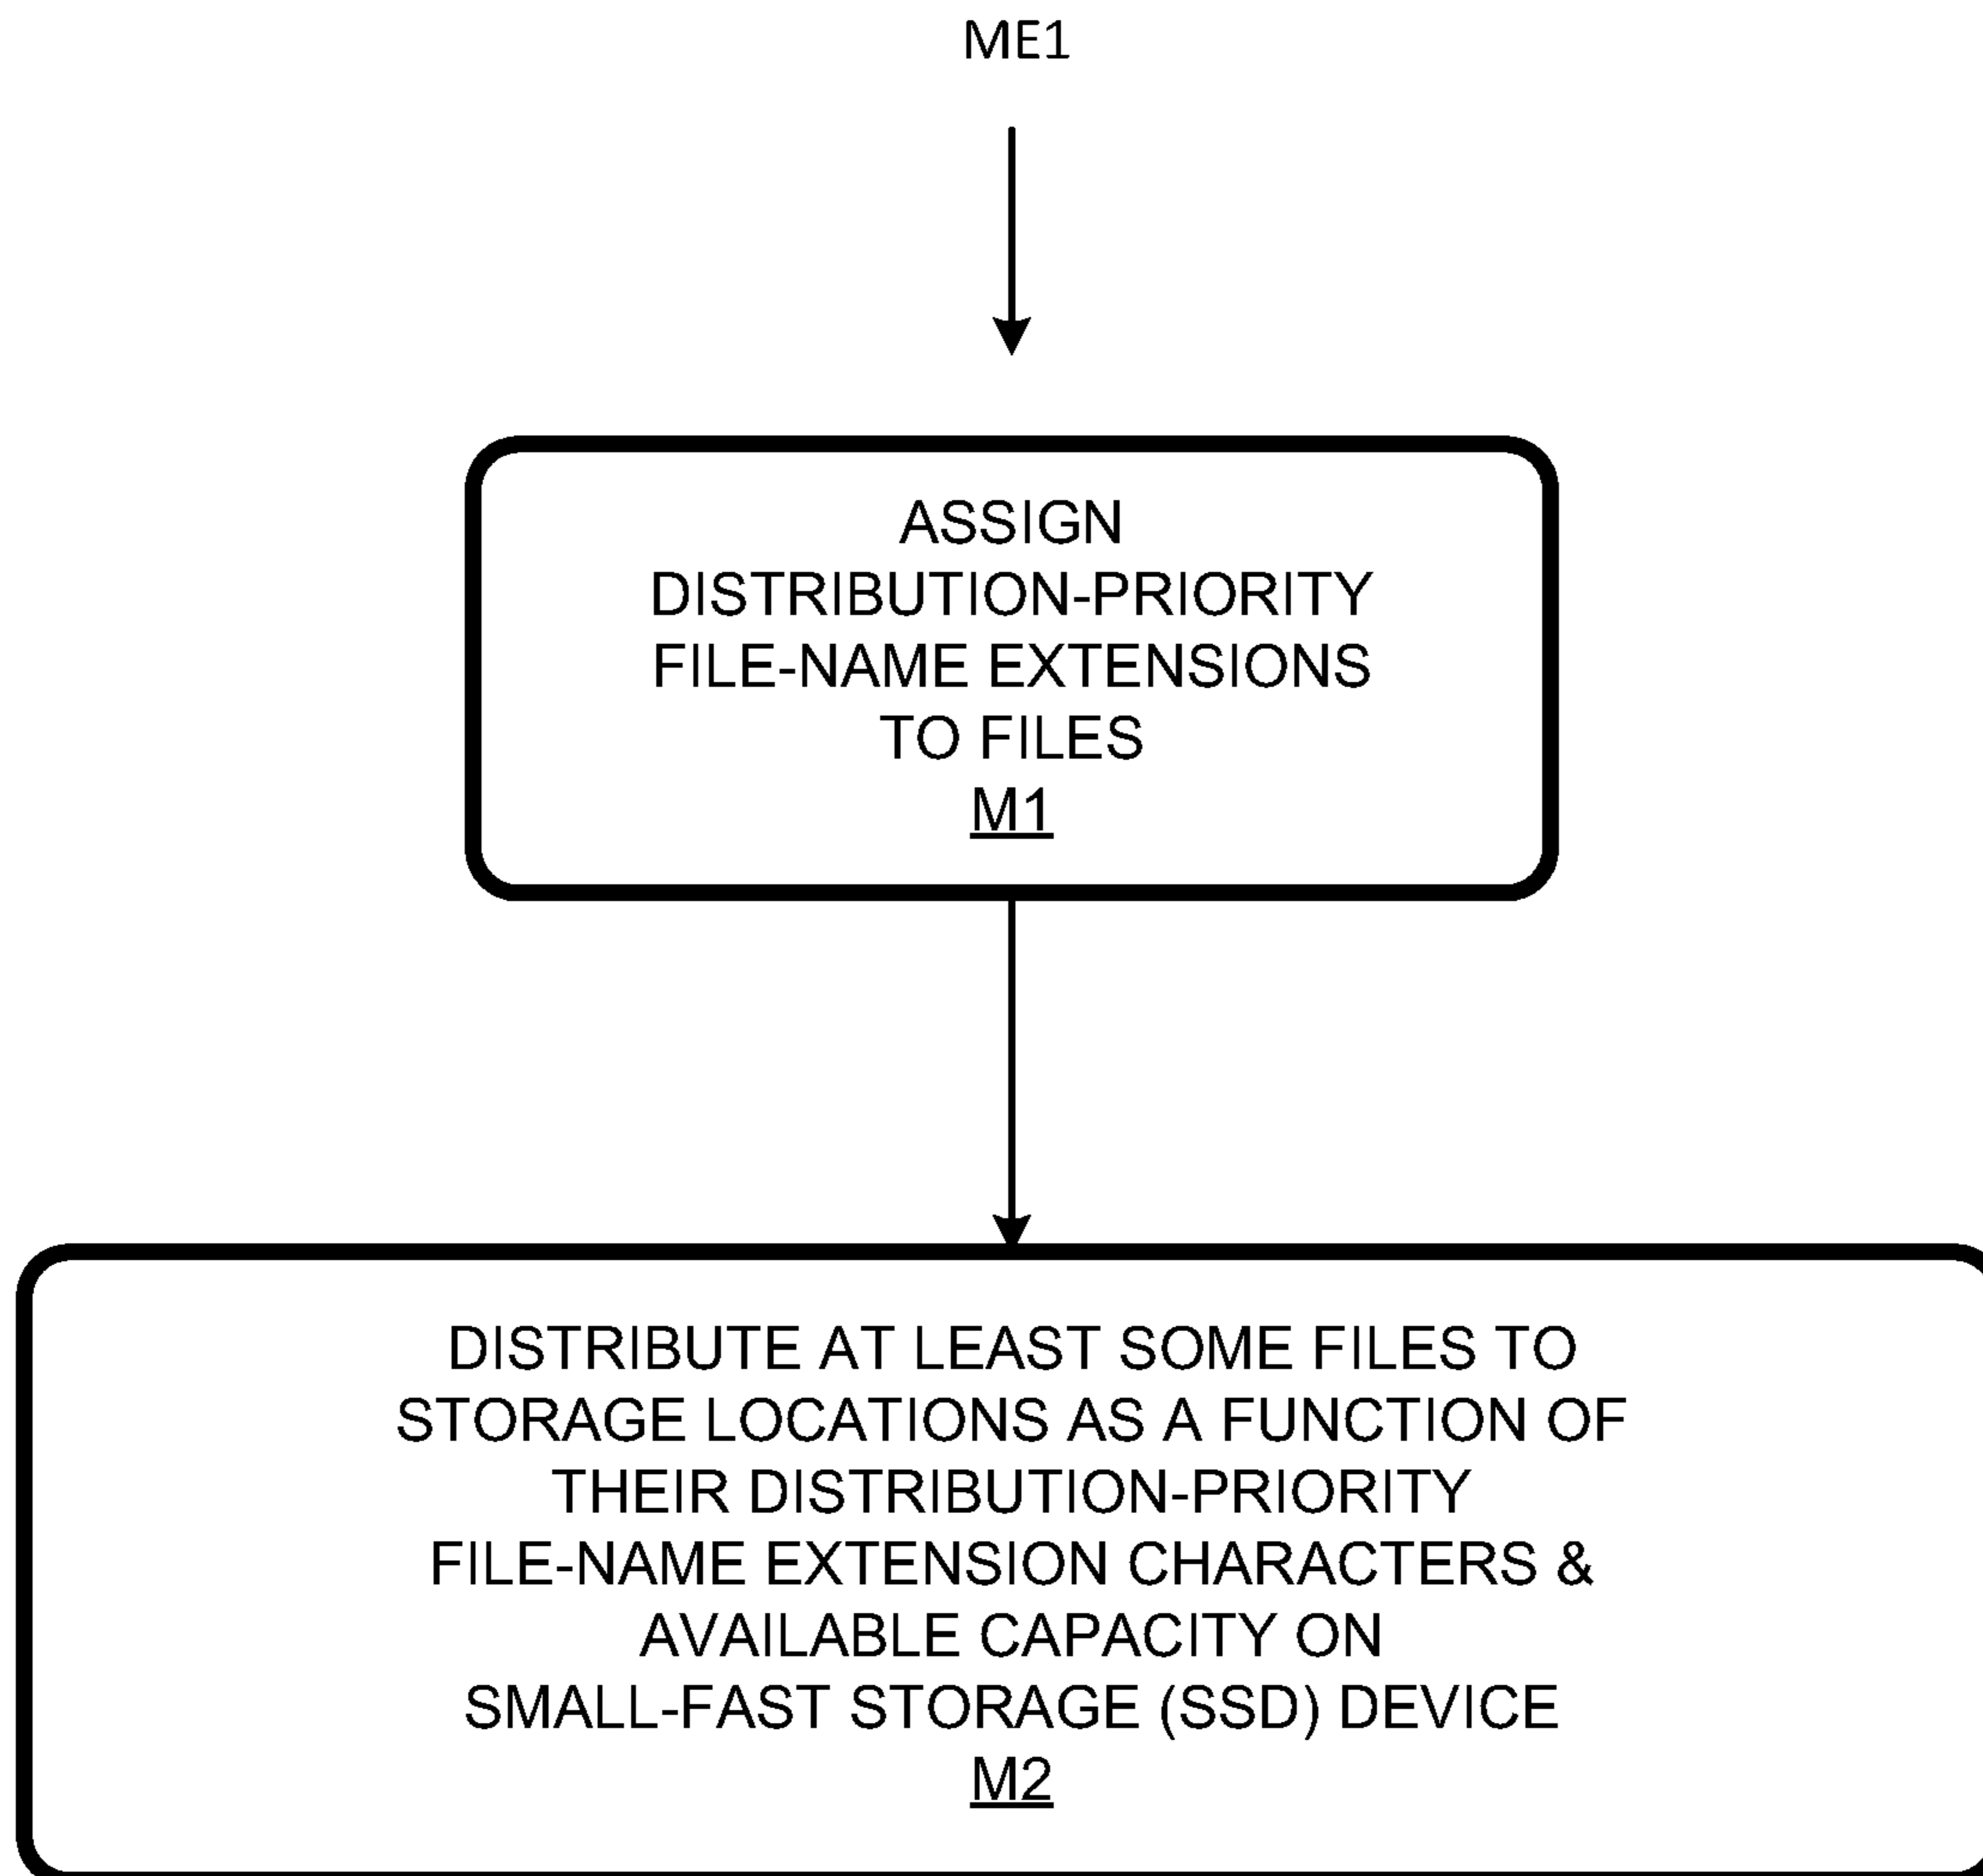 ME1
ASSIGN
DISTRIBUTION-PRIORITY
FILE-NAME EXTENSIONS
TO FILES
M1
DISTRIBUTE AT LEAST SOME FILES TO
STORAGE LOCATIONS AS A FUNCTION OF
THEIR DISTRIBUTION-PRIORITY
FILE-NAME EXTENSION CHARACTERS &
AVAILABLE CAPACITY ON
SMALL-FAST STORAGE (SSD) DEVICE
M2